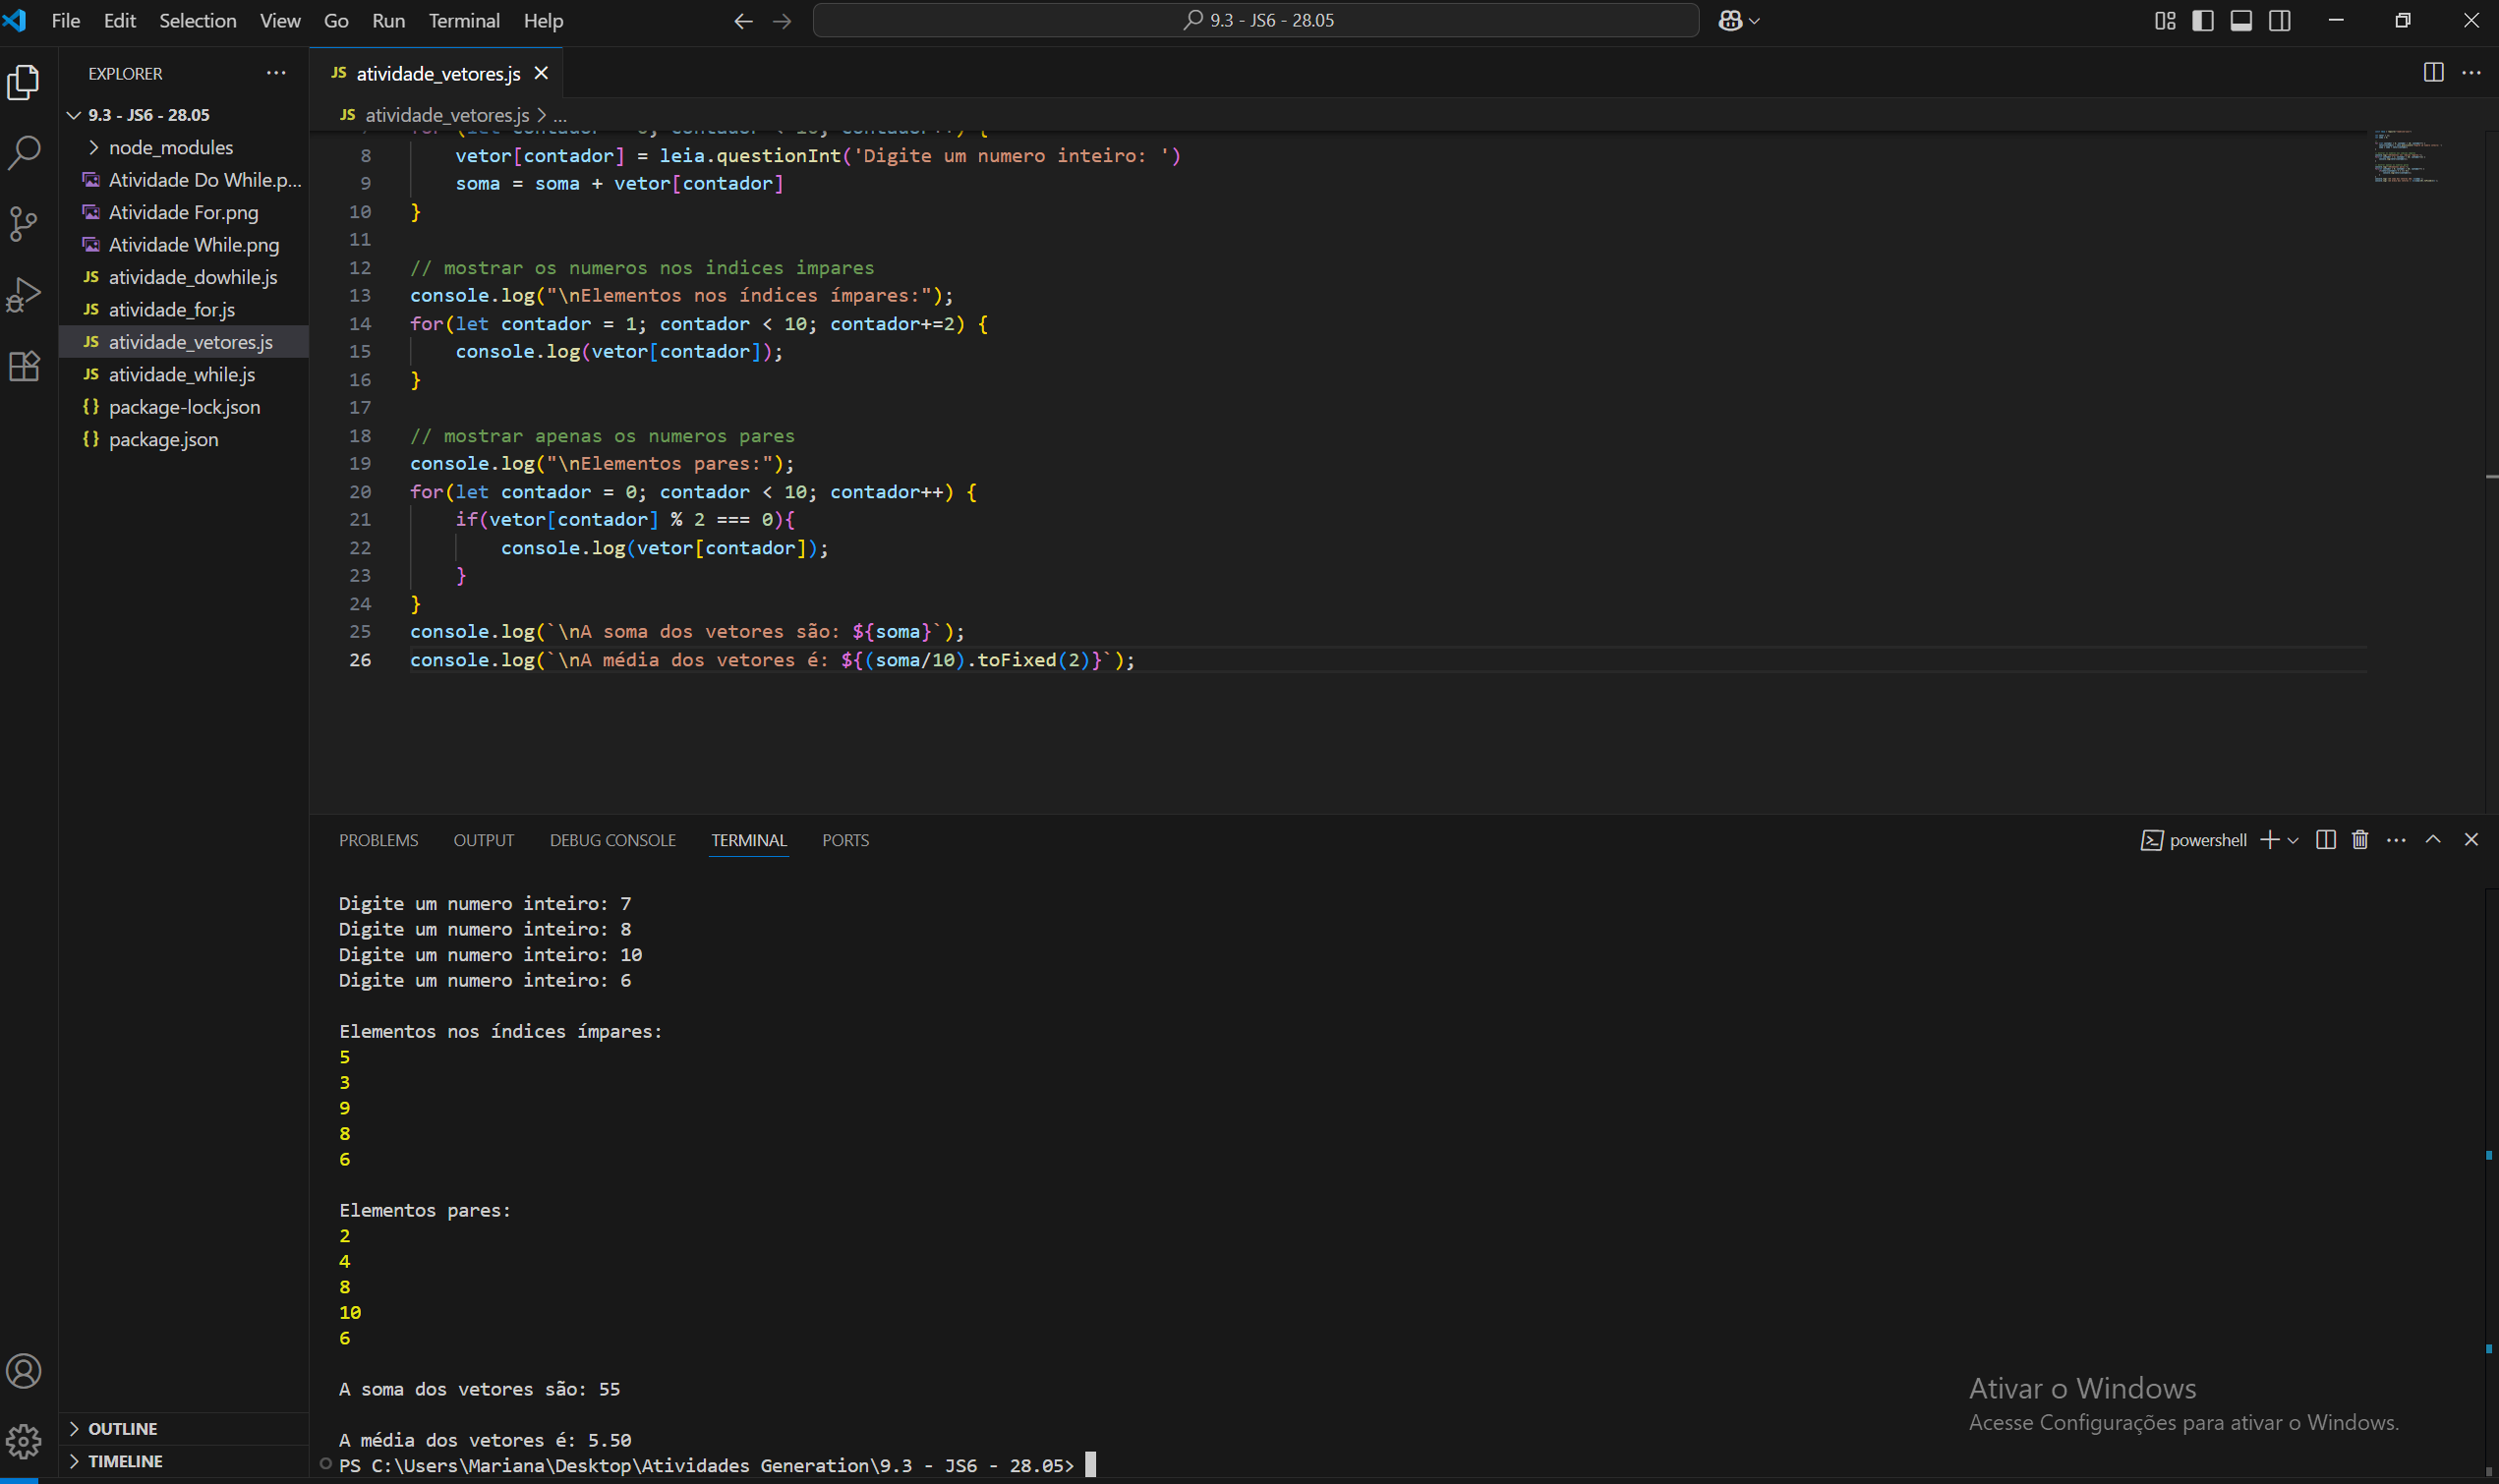 File Edit Selection View Go Run Terminal Help
9.3 - JS6 - 28.05
EXPLORER
9.3 - JS6 - 28.05
node_modules
Atividade Do While.p...
Atividade For.png
Atividade While.png
JS atividade_dowhile.js
JS atividade_for.js
JS atividade_vetores.js
JS atividade_while.js
{} package-lock.json
{} package.json
OUTLINE
TIMELINE
JS atividade_vetores.js
JS atividade_vetores.js > ...
8 vetor[contador] = leia.questionInt('Digite um numero inteiro: ')
9 soma = soma + vetor[contador]
10 }
11
12 // mostrar os numeros nos indices impares
13 console.log("\nElementos nos índices ímpares:");
14 for(let contador = 1; contador < 10; contador+=2) {
15 console.log(vetor[contador]);
16 }
17
18 // mostrar apenas os numeros pares
19 console.log("\nElementos pares:");
20 for(let contador = 0; contador < 10; contador++) {
21 if(vetor[contador] % 2 === 0){
22 console.log(vetor[contador]);
23 }
24 }
25 console.log(`\nA soma dos vetores são: ${soma}`);
26 console.log(`\nA média dos vetores é: ${(soma/10).toFixed(2)}`);
PROBLEMS OUTPUT DEBUG CONSOLE TERMINAL PORTS
powershell
Digite um numero inteiro: 7
Digite um numero inteiro: 8
Digite um numero inteiro: 10
Digite um numero inteiro: 6
Elementos nos índices ímpares:
5
3
9
8
6
Elementos pares:
2
4
8
10
6
A soma dos vetores são: 55
A média dos vetores é: 5.50
PS C:\Users\Mariana\Desktop\Atividades Generation\9.3 - JS6 - 28.05>
Ativar o Windows
Acesse Configurações para ativar o Windows.